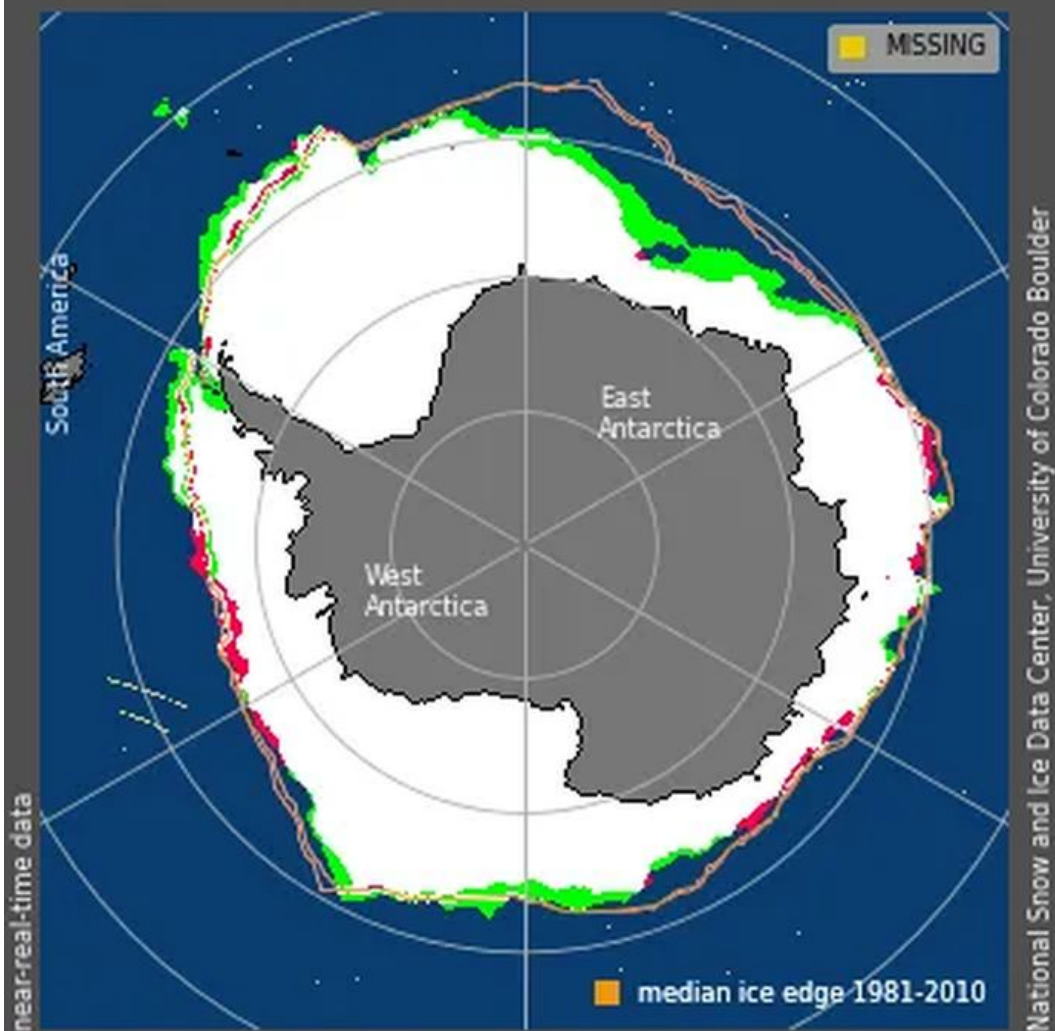 MISSING
South America
East
Antarctica
West
Antarctica
near-real-time data
National Snow and Ice Data Center, University of Colorado Boulder
median ice edge 1981-2010